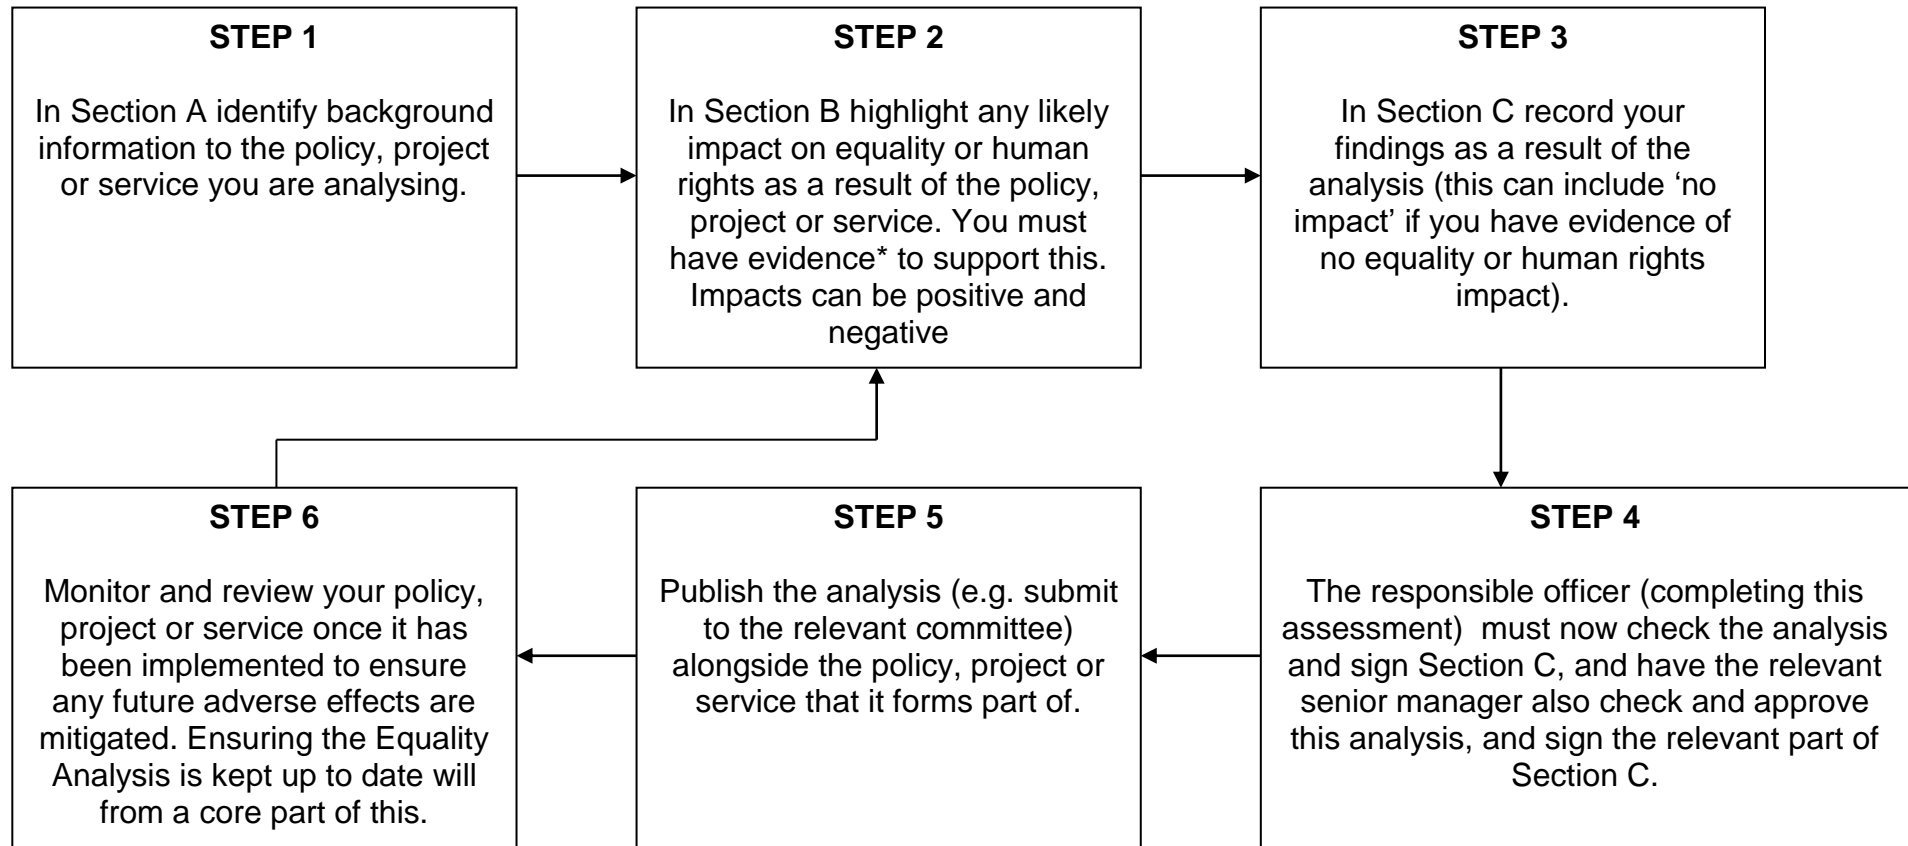 STEP 1
In Section A identify background
information to the policy, project
or service you are analysing.
STEP 2
In Section B highlight any likely
impact on equality or human
rights as a result of the policy,
project or service. You must
have evidence* to support this.
Impacts can be positive and
negative
STEP 3
In Section C record your
findings as a result of the
analysis (this can include ‘no
impact’ if you have evidence of
no equality or human rights
impact).
STEP 4
The responsible officer (completing this
assessment)  must now check the analysis
and sign Section C, and have the relevant
senior manager also check and approve
this analysis, and sign the relevant part of
Section C.
STEP 5
Publish the analysis (e.g. submit
to the relevant committee)
alongside the policy, project or
service that it forms part of.
STEP 6
Monitor and review your policy,
project or service once it has
been implemented to ensure
any future adverse effects are
mitigated. Ensuring the Equality
Analysis is kept up to date will
from a core part of this.